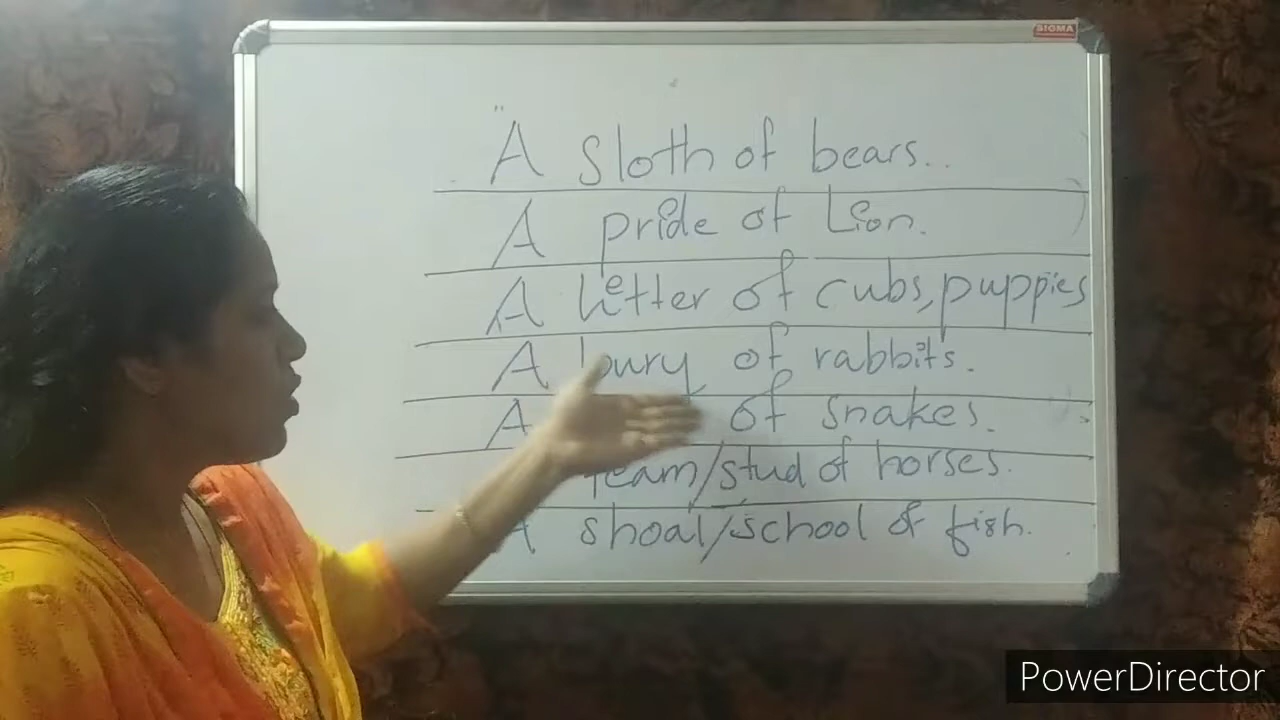 SIGMA
A sloth of bears..
A pride of Lion.
A letter of cubs, puppies
A bury of rabbits.
A of snakes.
team/stud of horses.
A shoal/school of fish.
PowerDirector